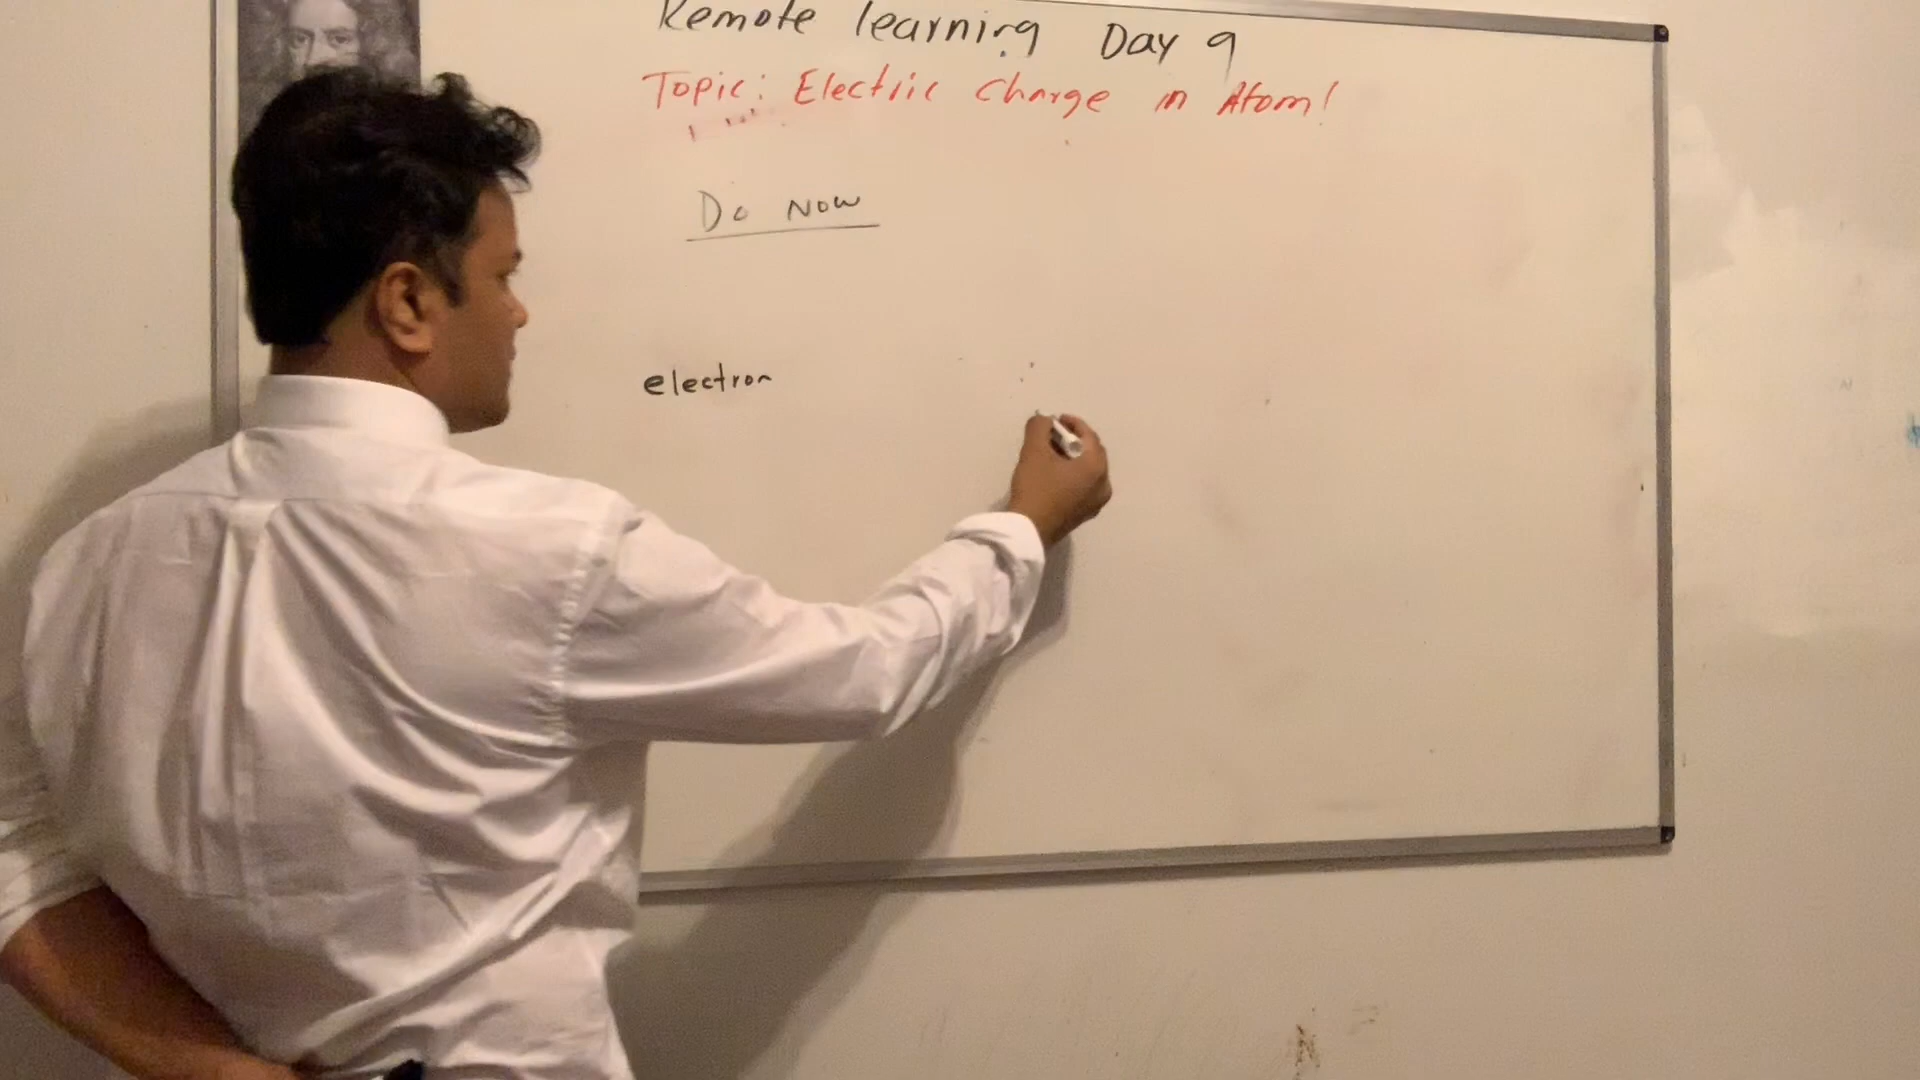 Remote learning Day 9
Topic: Electric Charge in Atom!
Do Now
electron